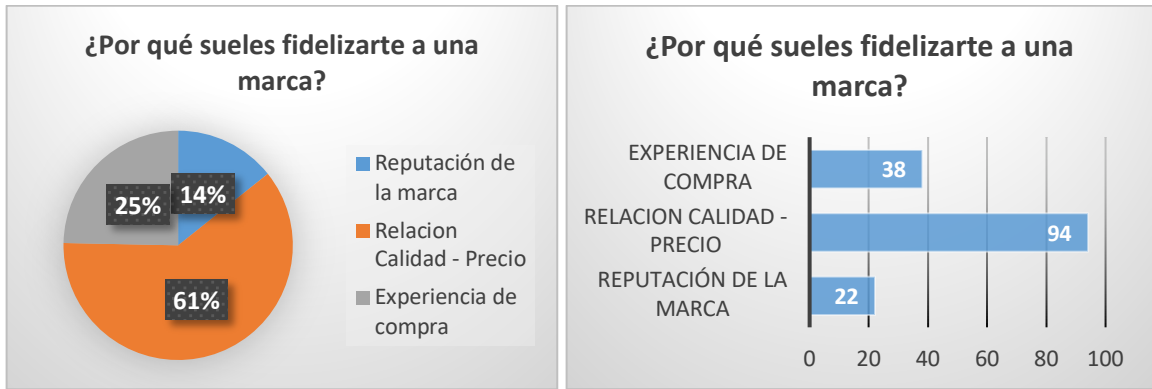 ¿Por qué sueles fidelizarte a una
marca?
25%
14%
61%
Reputación de
la marca
Relacion
Calidad - Precio
Experiencia de
compra
¿Por qué sueles fidelizarte a una
marca?
EXPERIENCIA DE
COMPRA
38
RELACION CALIDAD -
PRECIO
94
REPUTACIÓN DE LA
MARCA
22
0 20 40 60 80 100